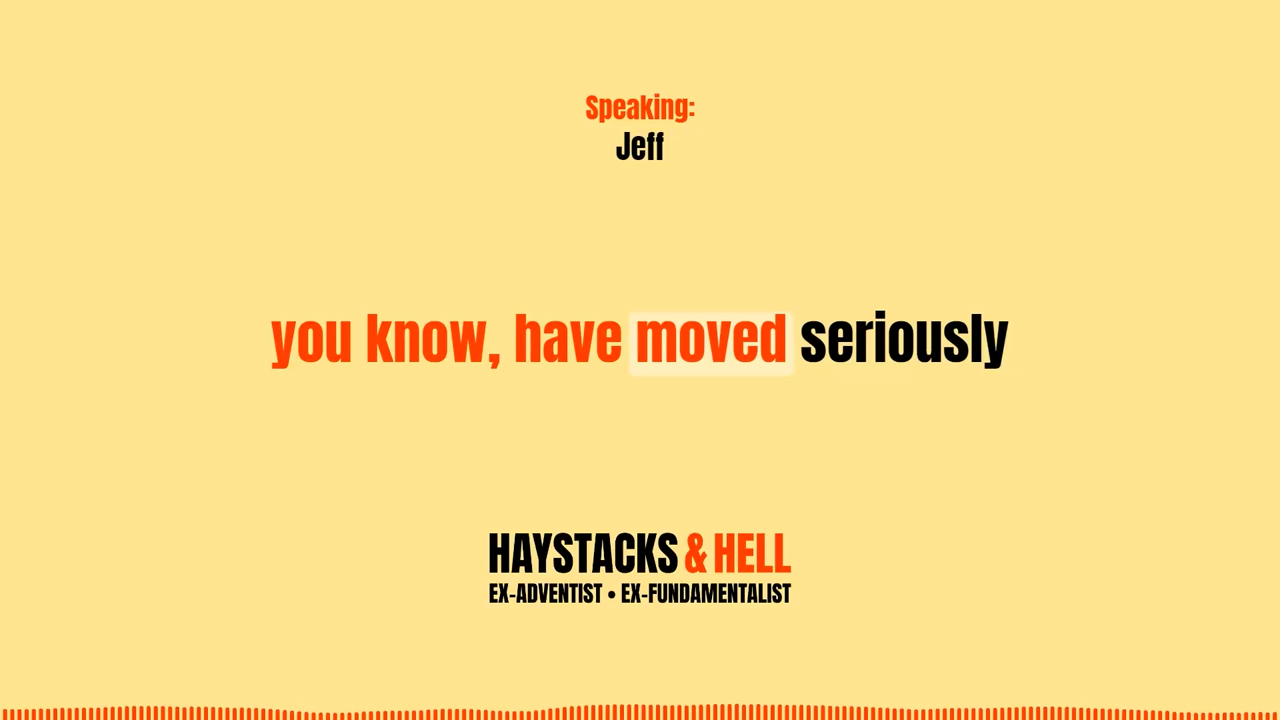 Speaking:
Jeff
you know, have moved seriously
HAYSTACKS & HELL
EX-ADVENTIST • EX-FUNDAMENTALIST